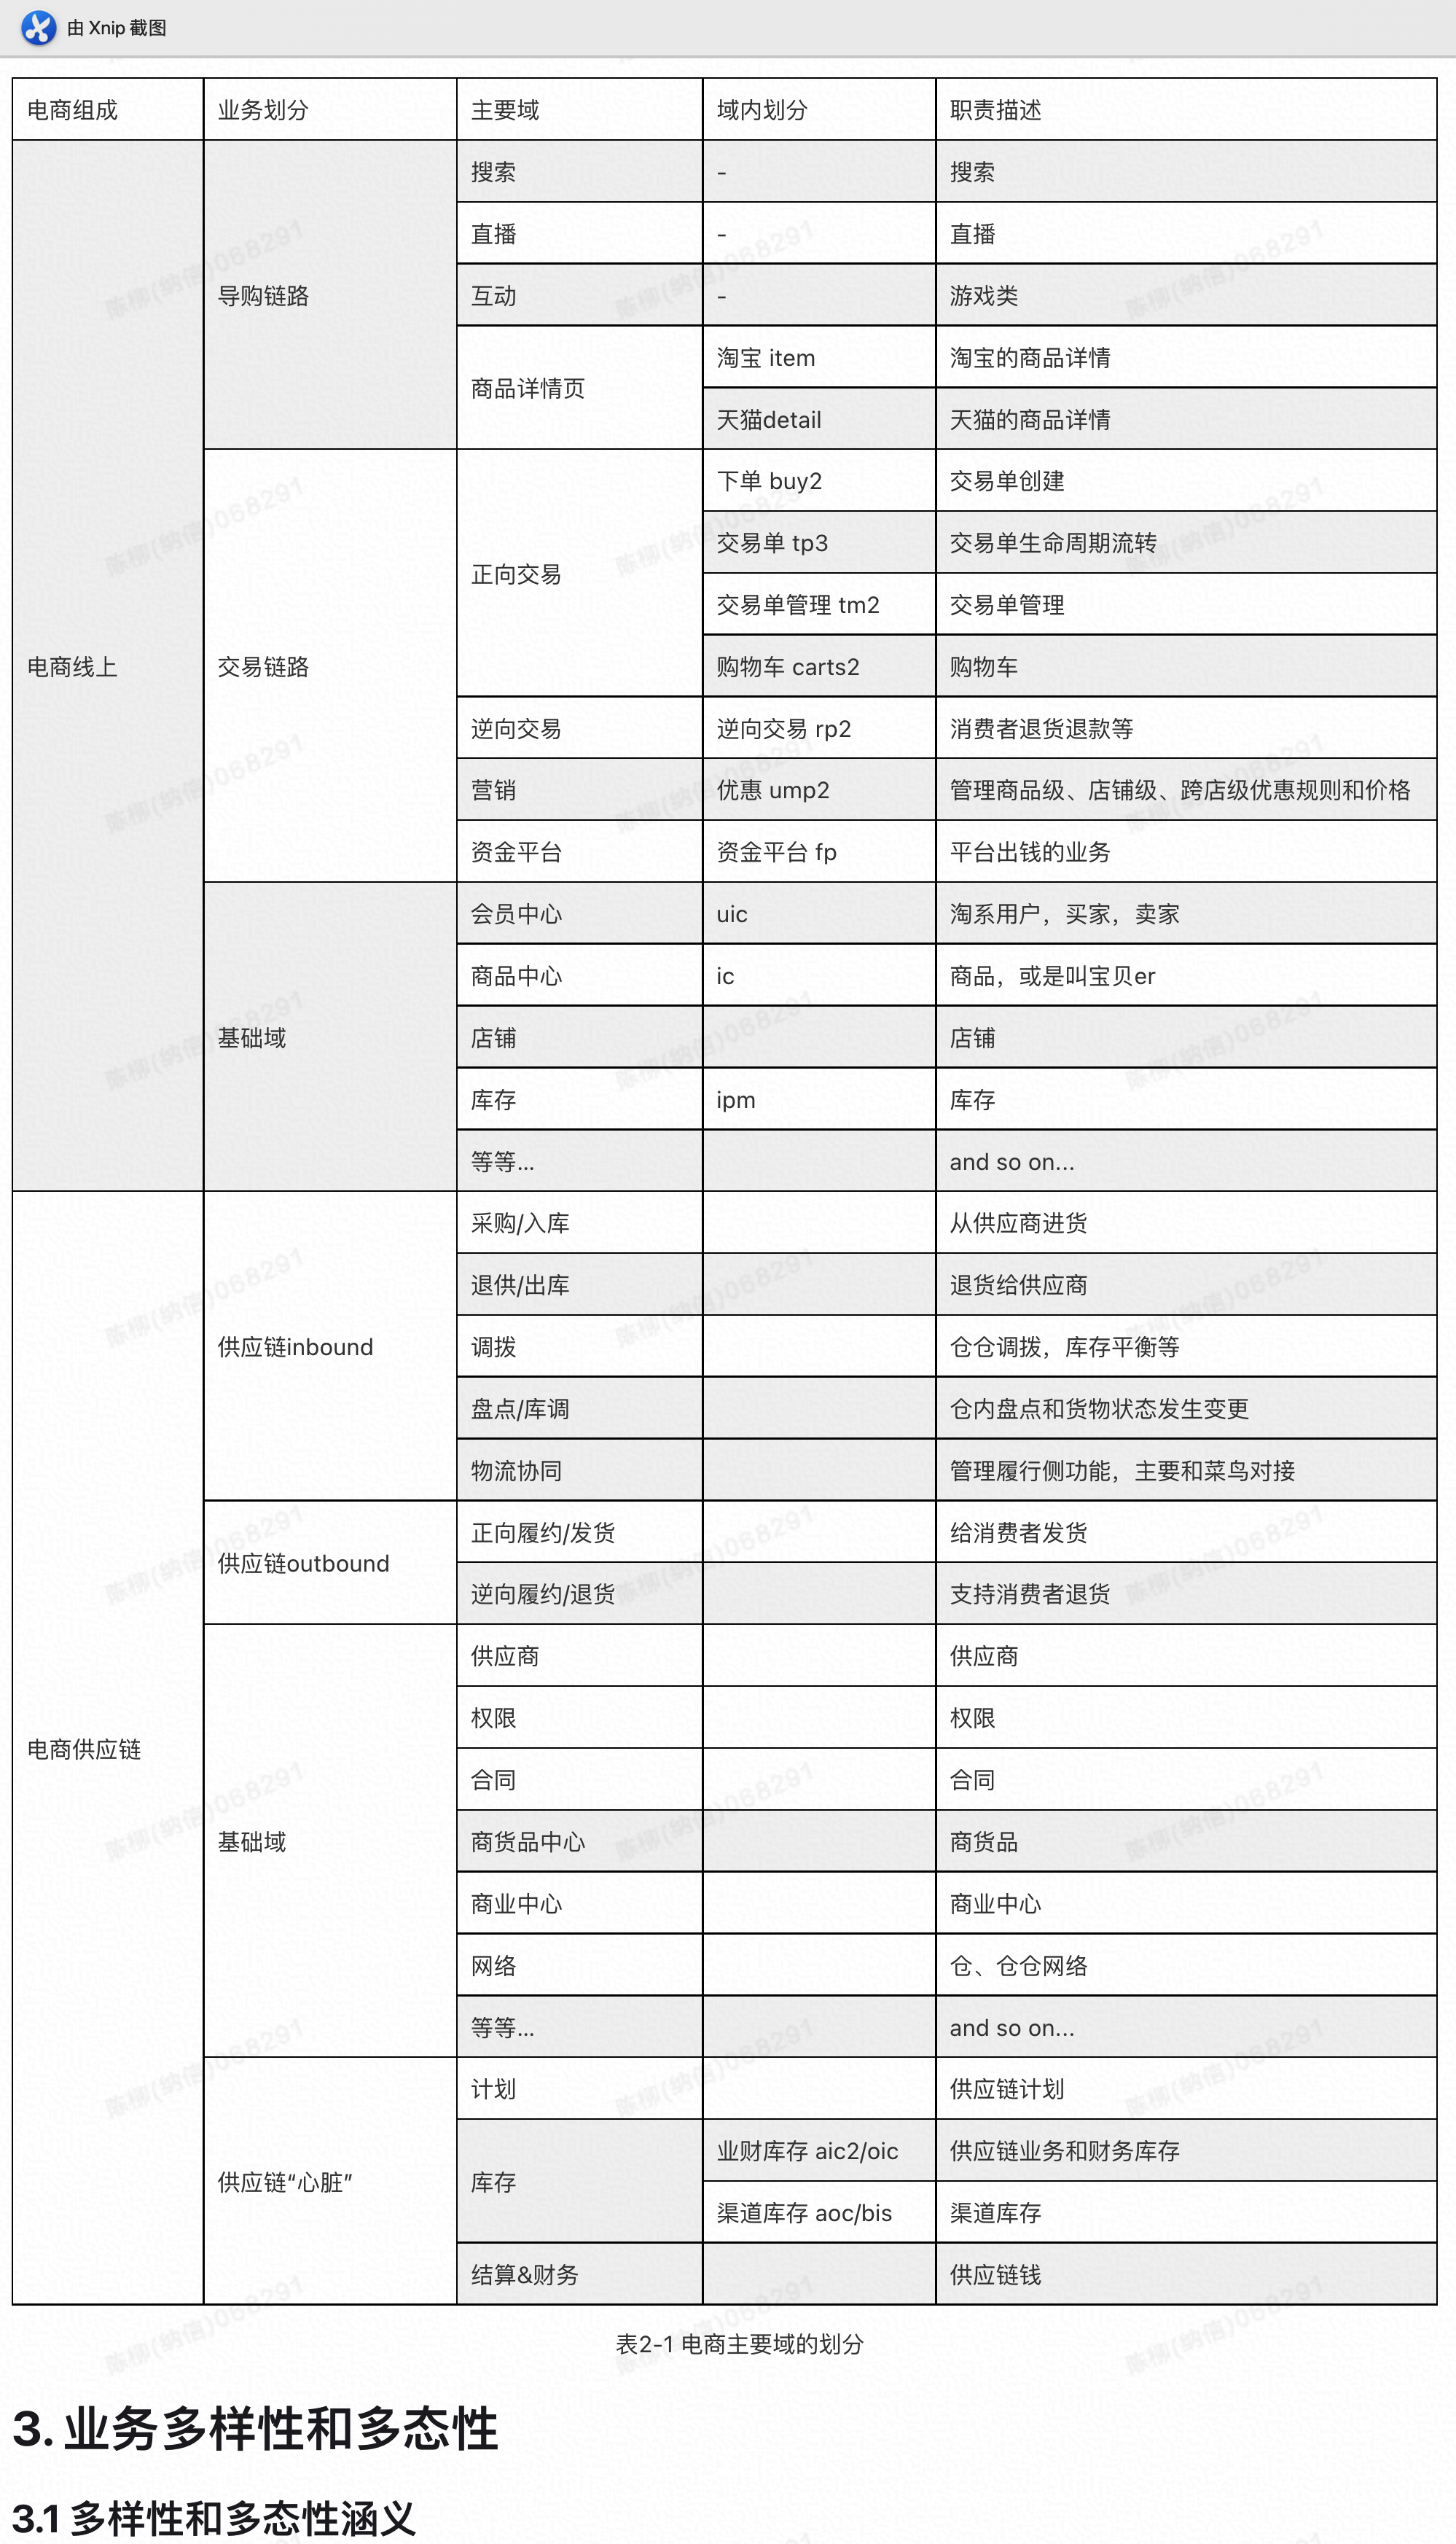 由 Xnip 截图
电商组成 业务划分 主要域 域内划分 职责描述
电商线上
导购链路
搜索 - 搜索
直播 - 直播
互动 - 游戏类
商品详情页
淘宝 item 淘宝的商品详情
天猫detail 天猫的商品详情
交易链路
正向交易
下单 buy2 交易单创建
交易单 tp3 交易单生命周期流转
交易单管理 tm2 交易单管理
购物车 carts2 购物车
逆向交易 逆向交易 rp2 消费者退货退款等
营销 优惠 ump2 管理商品级、店铺级、跨店级优惠规则和价格
资金平台 资金平台 fp 平台出钱的业务
基础域
会员中心 uic 淘系用户，买家，卖家
商品中心 ic 商品，或是叫宝贝er
店铺 店铺
库存 ipm 库存
等等... and so on...
电商供应链
供应链inbound
采购/入库 从供应商进货
退供/出库 退货给供应商
调拨 仓仓调拨，库存平衡等
盘点/库调 仓内盘点和货物状态发生变更
物流协同 管理履行侧功能，主要和菜鸟对接
供应链outbound
正向履约/发货 给消费者发货
逆向履约/退货 支持消费者退货
基础域
供应商 供应商
权限 权限
合同 合同
商货品中心 商货品
商业中心 商业中心
网络 仓、仓仓网络
等等... and so on...
供应链“心脏”
计划 供应链计划
库存
业财库存 aic2/oic 供应链业务和财务库存
渠道库存 aoc/bis 渠道库存
结算&财务 供应链钱
表2-1 电商主要域的划分
3. 业务多样性和多态性
3.1 多样性和多态性涵义
陈柳(纳信)068291